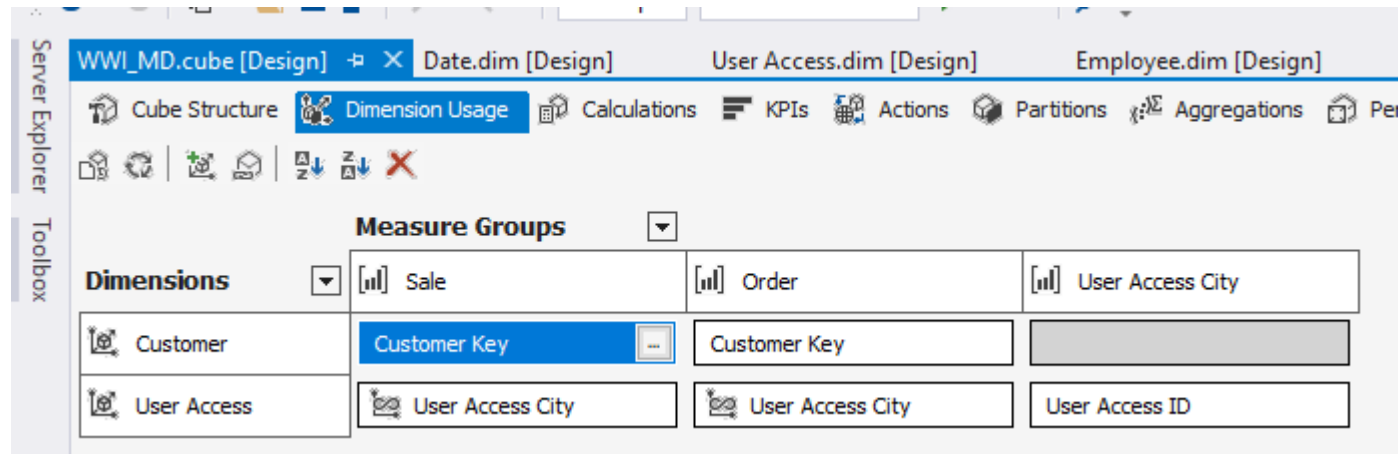 Server Explorer
Toolbox
WWI_MD.cube [Design] Date.dim [Design] User Access.dim [Design] Employee.dim [Design]
Cube Structure Dimension Usage Calculations KPIs Actions Partitions Aggregations Per
Measure Groups
Dimensions Sale Order User Access City
Customer Customer Key ... Customer Key
User Access User Access City User Access City User Access ID